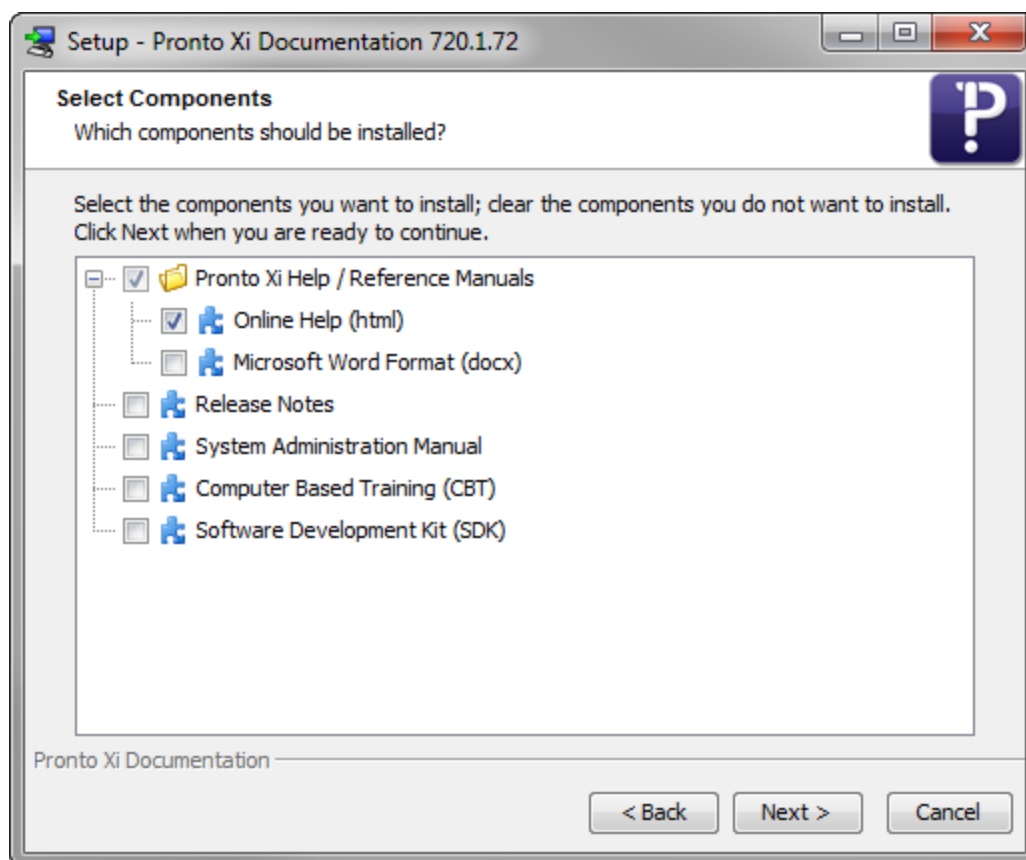 Setup - Pronto Xi Documentation 720.1.72
Select Components
Which components should be installed?
Select the components you want to install; clear the components you do not want to install.
Click Next when you are ready to continue.
Pronto Xi Help / Reference Manuals
Online Help (html)
Microsoft Word Format (docx)
Release Notes
System Administration Manual
Computer Based Training (CBT)
Software Development Kit (SDK)
Pronto Xi Documentation
< Back
Next >
Cancel